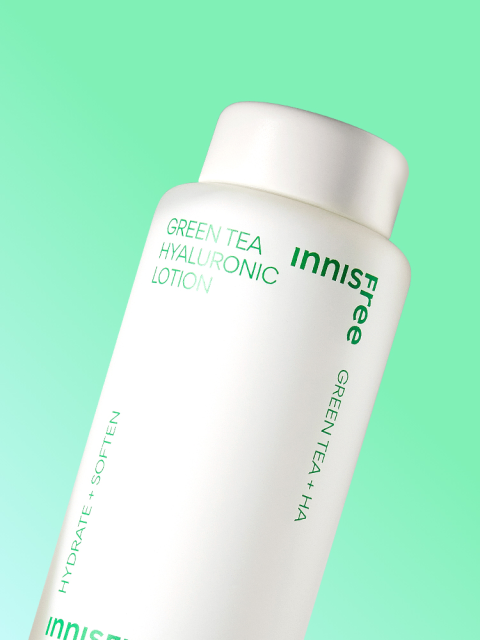 GREEN TEA
HYALURONIC
LOTION
innisfree
GREEN TEA + HA
HYDRATE + SOFTEN